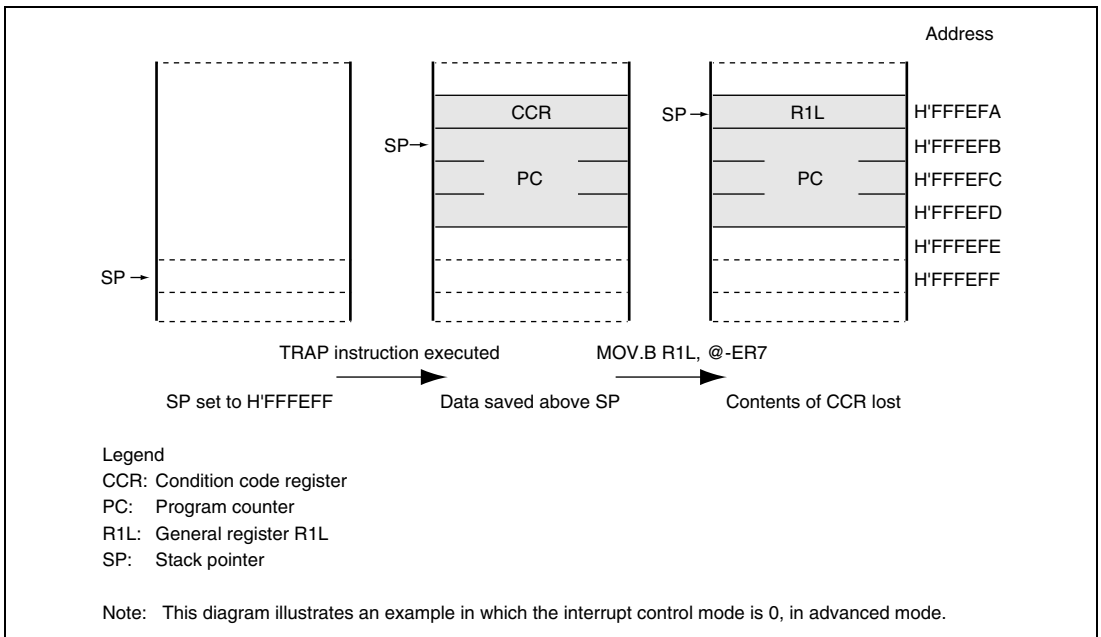 Address
CCR
SP
R1L
H'FFFEFA
SP
H'FFFEFB
PC
PC
H'FFFEFC
H'FFFEFD
H'FFFEFE
SP
H'FFFEFF
TRAP instruction executed
MOV.B R1L, @-ER7
SP set to H'FFFEFF
Data saved above SP
Contents of CCR lost
Legend
CCR: Condition code register
PC: Program counter
R1L: General register R1L
SP: Stack pointer
Note: This diagram illustrates an example in which the interrupt control mode is 0, in advanced mode.